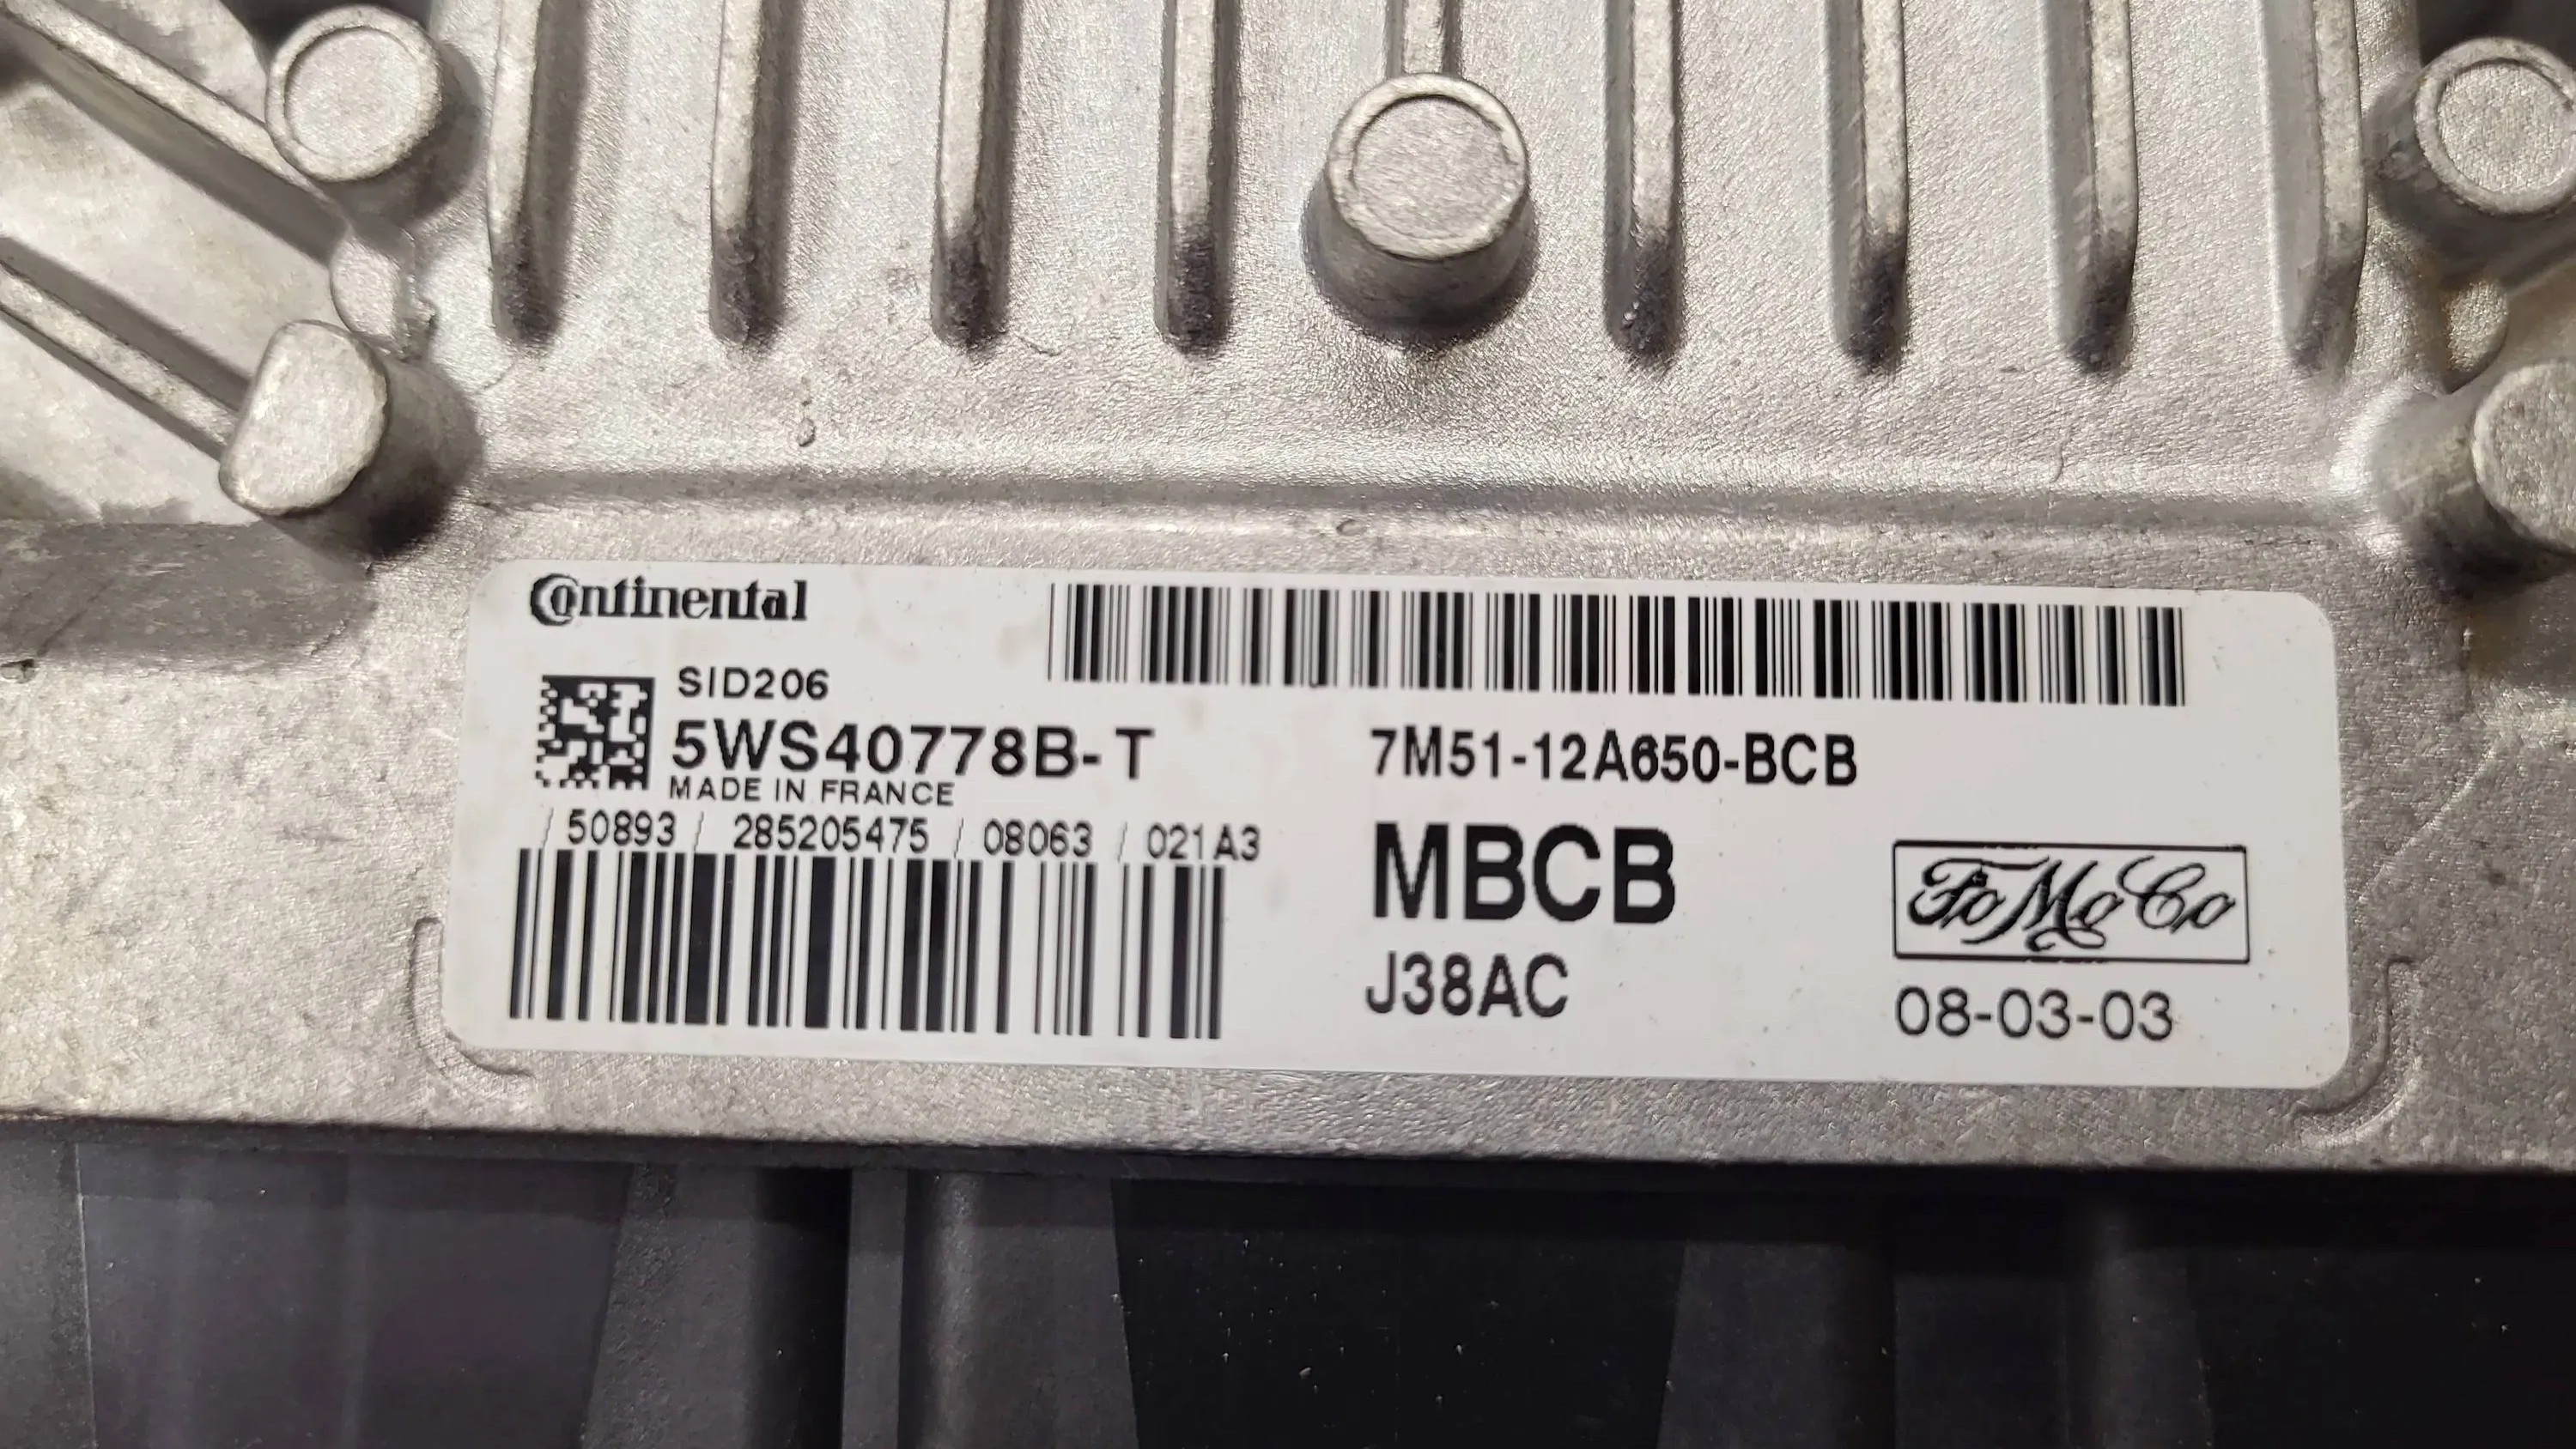 Continental
SID206
5WS40778B-T
MADE IN FRANCE
/ 50893 / 285205475 / 08063 / 021A3
7M51-12A650-BCB
MBCB
J38AC
FoMoCo
08-03-03